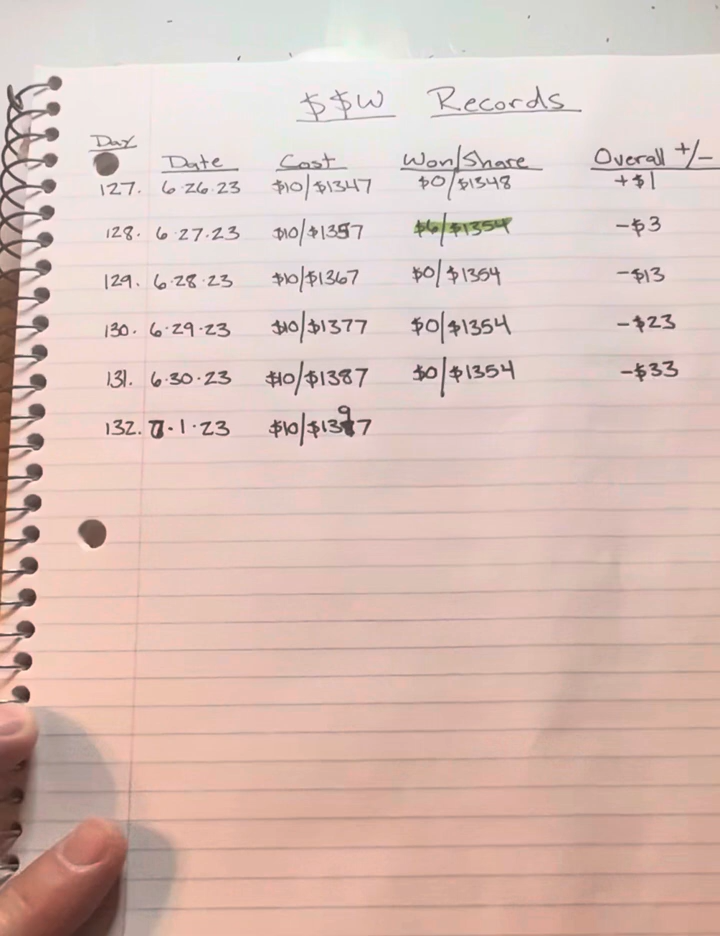 $$W Records
Day Date Cost Won/Share Overall +/-
127. 6·26·23 $10/$1347 $0/$1348 +$1
128. 6·27·23 $10/$1357 $6/$1354 -$3
129. 6·28·23 $10/$1367 $0/$1354 -$13
130. 6·29·23 $10/$1377 $0/$1354 -$23
131. 6·30·23 $10/$1387 $0/$1354 -$33
132. 7·1·23 $10/$1397